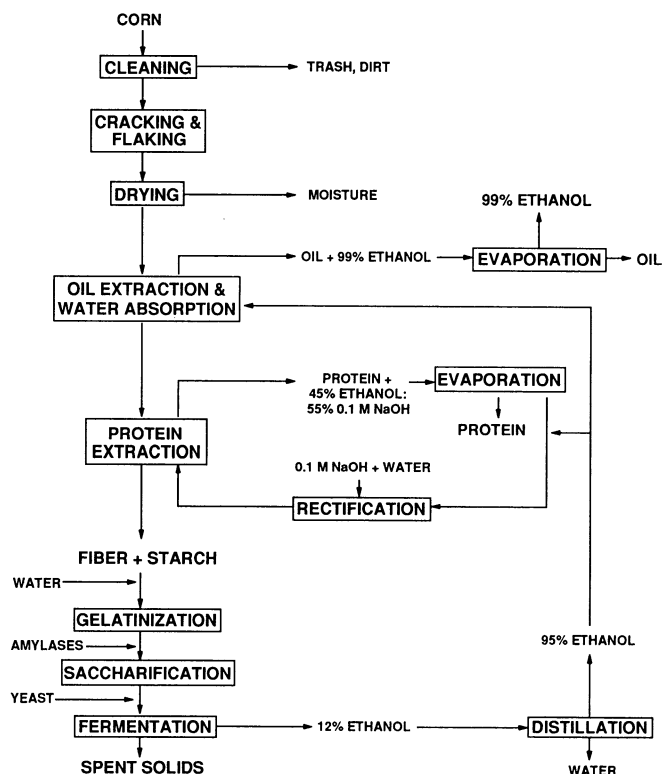 CORN
CLEANING
TRASH, DIRT
CRACKING &
FLAKING
DRYING
MOISTURE
99% ETHANOL
OIL + 99% ETHANOL
EVAPORATION
OIL
OIL EXTRACTION &
WATER ABSORPTION
PROTEIN +
45% ETHANOL:
55% 0.1 M NaOH
EVAPORATION
PROTEIN
PROTEIN
EXTRACTION
0.1 M NaOH + WATER
RECTIFICATION
FIBER + STARCH
WATER
GELATINIZATION
AMYLASES
95% ETHANOL
SACCHARIFICATION
YEAST
FERMENTATION
12% ETHANOL
DISTILLATION
SPENT SOLIDS
WATER